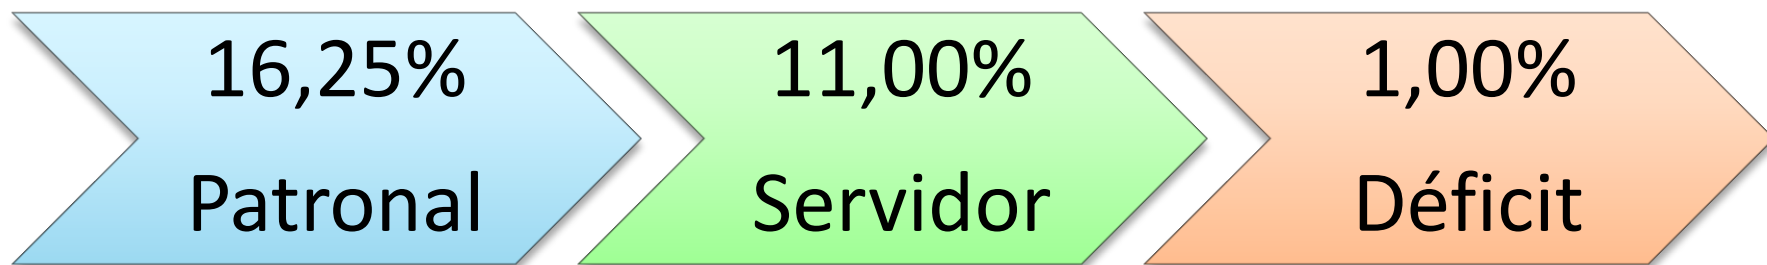 16,25%
Patronal
11,00%
Servidor
1,00%
Déficit